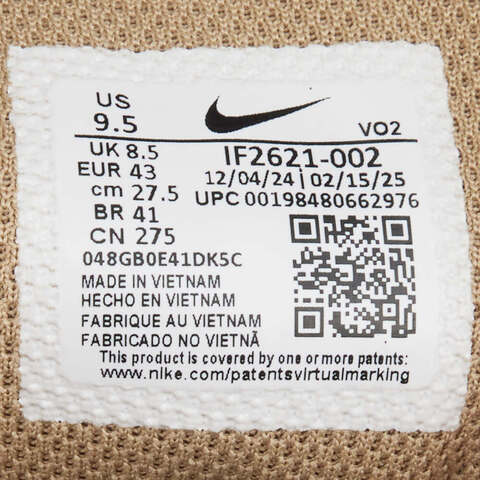 US
9.5
VO2
UK 8.5
EUR 43
cm 27.5
BR 41
CN 275
IF2621-002
12/04/24 | 02/15/25
UPC 00198480662976
048GB0E41DK5C
MADE IN VIETNAM
HECHO EN VIETNAM
FABRIQUE AU VIETNAM
FABRICADO NO VIETNÃ
This product is covered by one or more patents:
www.nike.com/patentsvirtualmarking